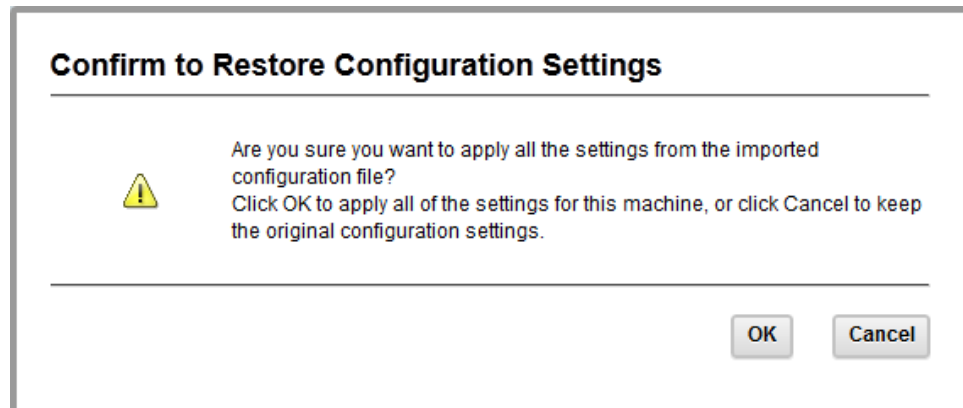 Confirm to Restore Configuration Settings
Are you sure you want to apply all the settings from the imported
configuration file?
Click OK to apply all of the settings for this machine, or click Cancel to keep
the original configuration settings.
OK Cancel